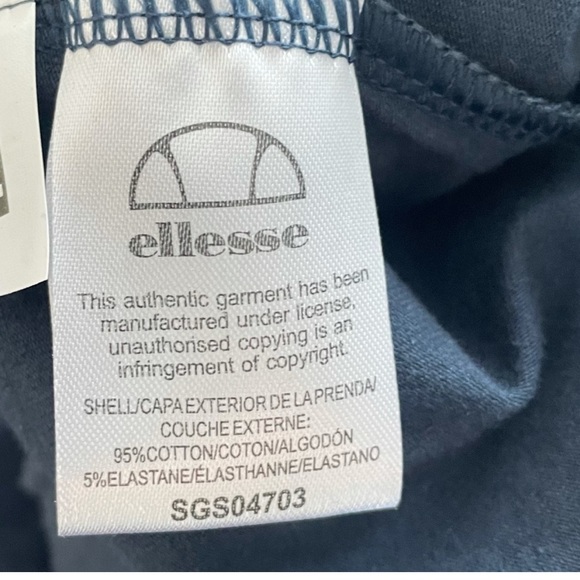 ellesse
This authentic garment has been
manufactured under license,
unauthorised copying is an
infringement of copyright.
SHELL/CAPA EXTERIOR DE LA PRENDA/
COUCHE EXTERNE:
95%COTTON/COTON/ALGODÓN
5%ELASTANE/ÉLASTHANNE/ELASTANO
SGS04703